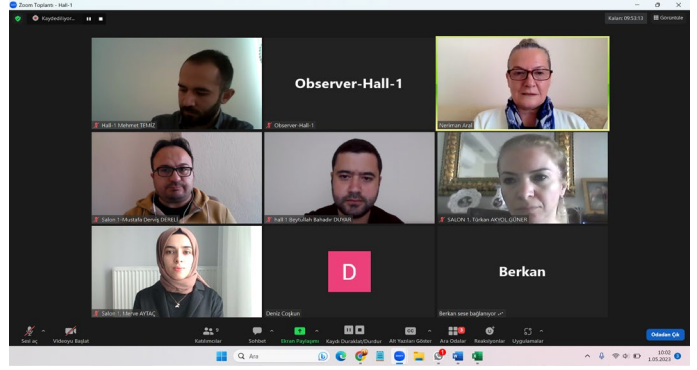 Zoom Toplantı - Hall-1
Kaydediliyor...
Kalan: 09:53:13
Görüntüle
Hall-1 Mehmet TEMİZ
Observer-Hall-1
Observer-Hall-1
Neriman Aral
Salon 1-Mustafa Derviş DERELİ
hall 1 Beytullah Bahadır DUYAR
SALON 1. Türkan AKYOL GÜNER
Salon 1. Merve AYTAÇ
D
Deniz Coşkun
Berkan
Berkan sese bağlanıyor
Sesi aç
Videoyu Başlat
Katılımcılar
Sohbet
Ekran Paylaşımı
Kaydı Duraklat/Durdur
CC
Alt Yazıları Göster
Ara Odalar
Reaksiyonlar
Uygulamalar
Odadan Çık
Ara
10:02
1.05.2023